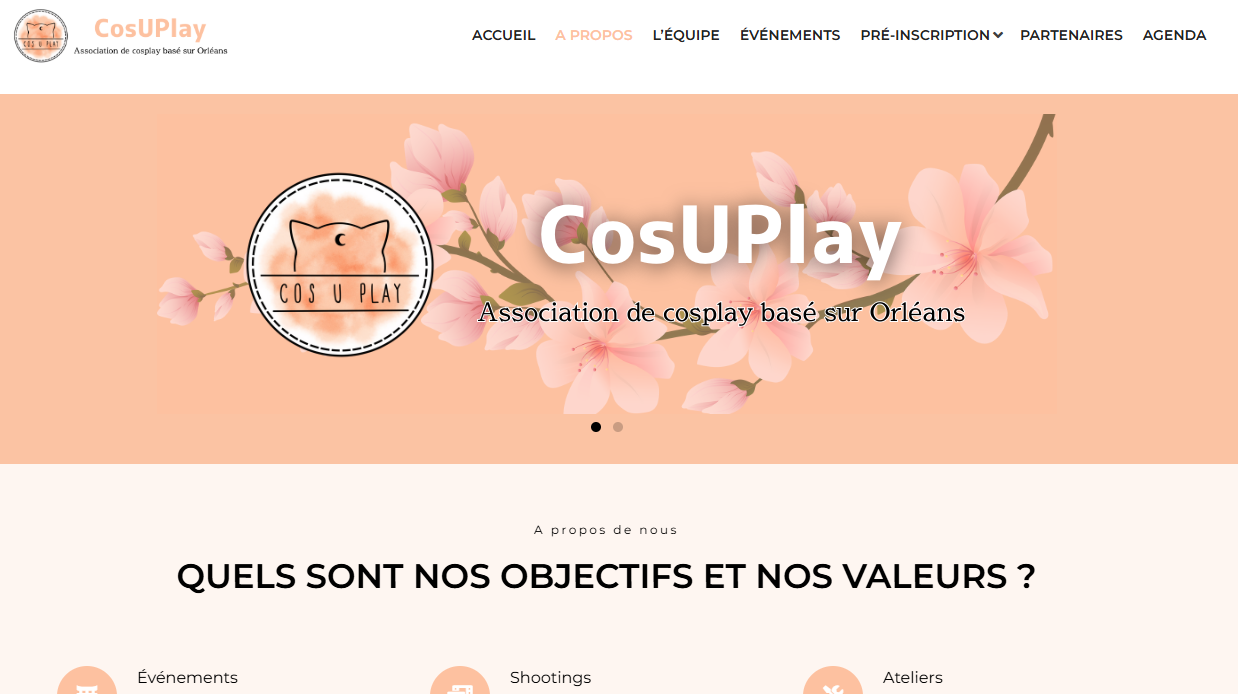 COS U PLAY
CosUPlay
Association de cosplay basé sur Orléans
ACCUEIL A PROPOS L'ÉQUIPE ÉVÉNEMENTS PRÉ-INSCRIPTION PARTENAIRES AGENDA
COS U PLAY
CosUPlay
Association de cosplay basé sur Orléans
A propos de nous
QUELS SONT NOS OBJECTIFS ET NOS VALEURS ?
Événements
Shootings
Ateliers